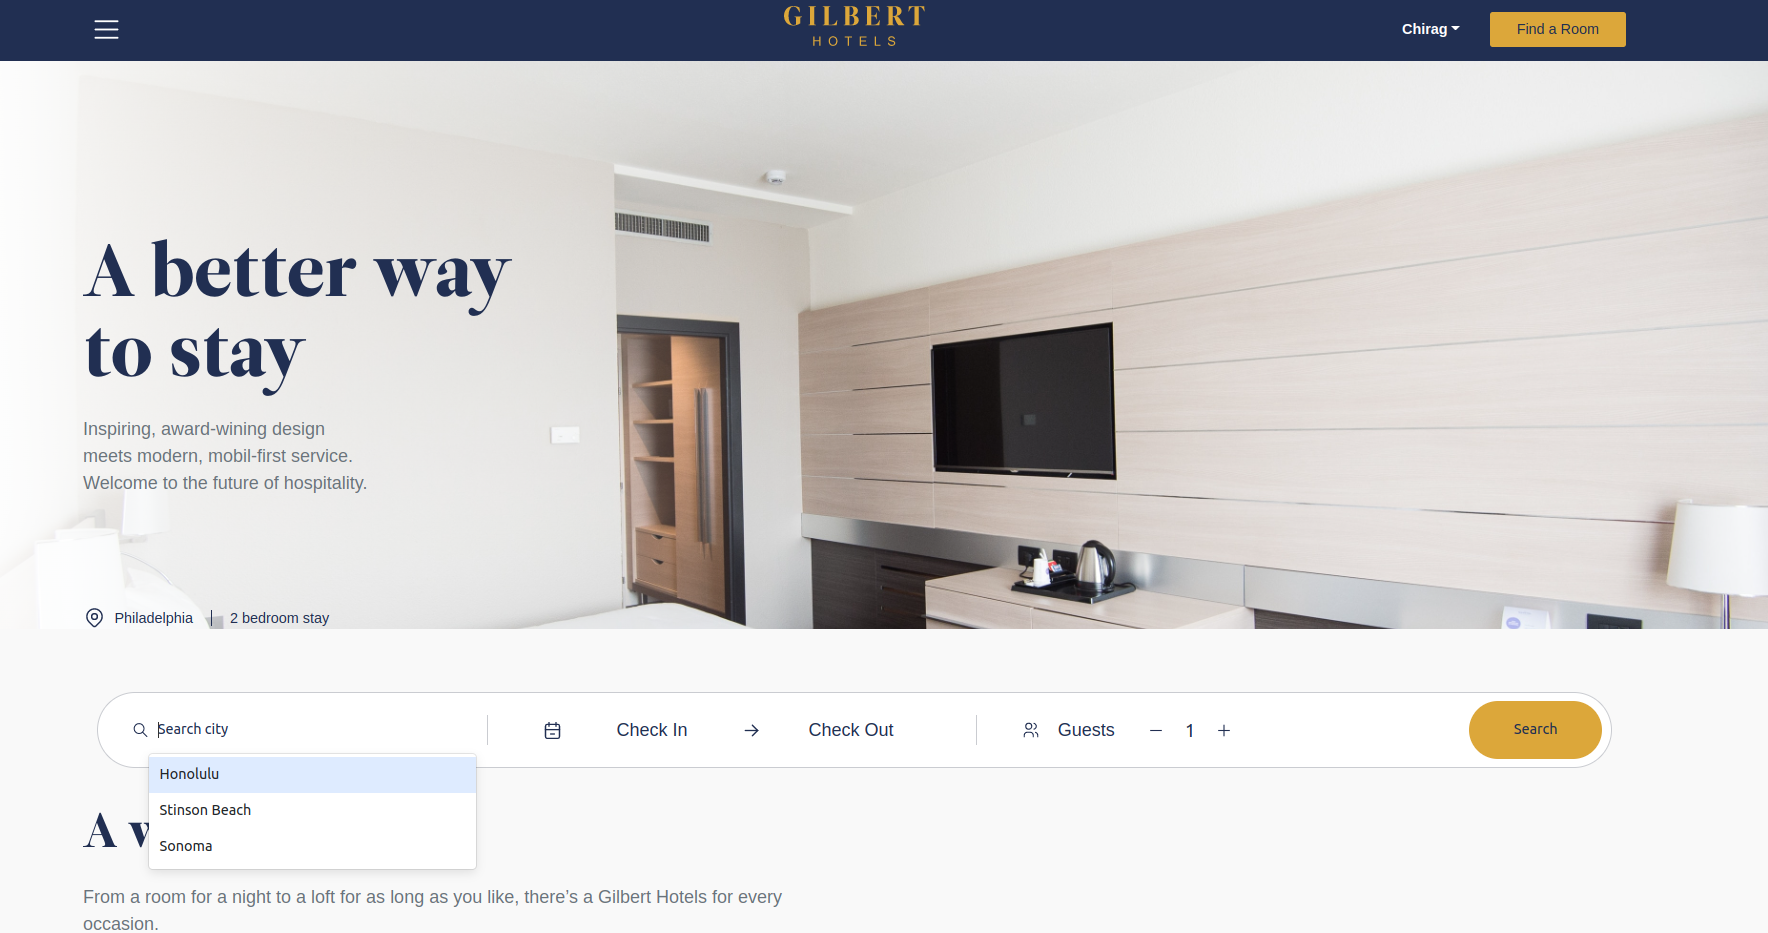 GILBERT
HOTELS
Chirag
Find a Room
A better way
to stay
Inspiring, award-wining design
meets modern, mobil-first service.
Welcome to the future of hospitality.
Philadelphia | 2 bedroom stay
Search city
Check In
Check Out
Guests
1
Search
Honolulu
Stinson Beach
Sonoma
A
From a room for a night to a loft for as long as you like, there’s a Gilbert Hotels for every
occasion.